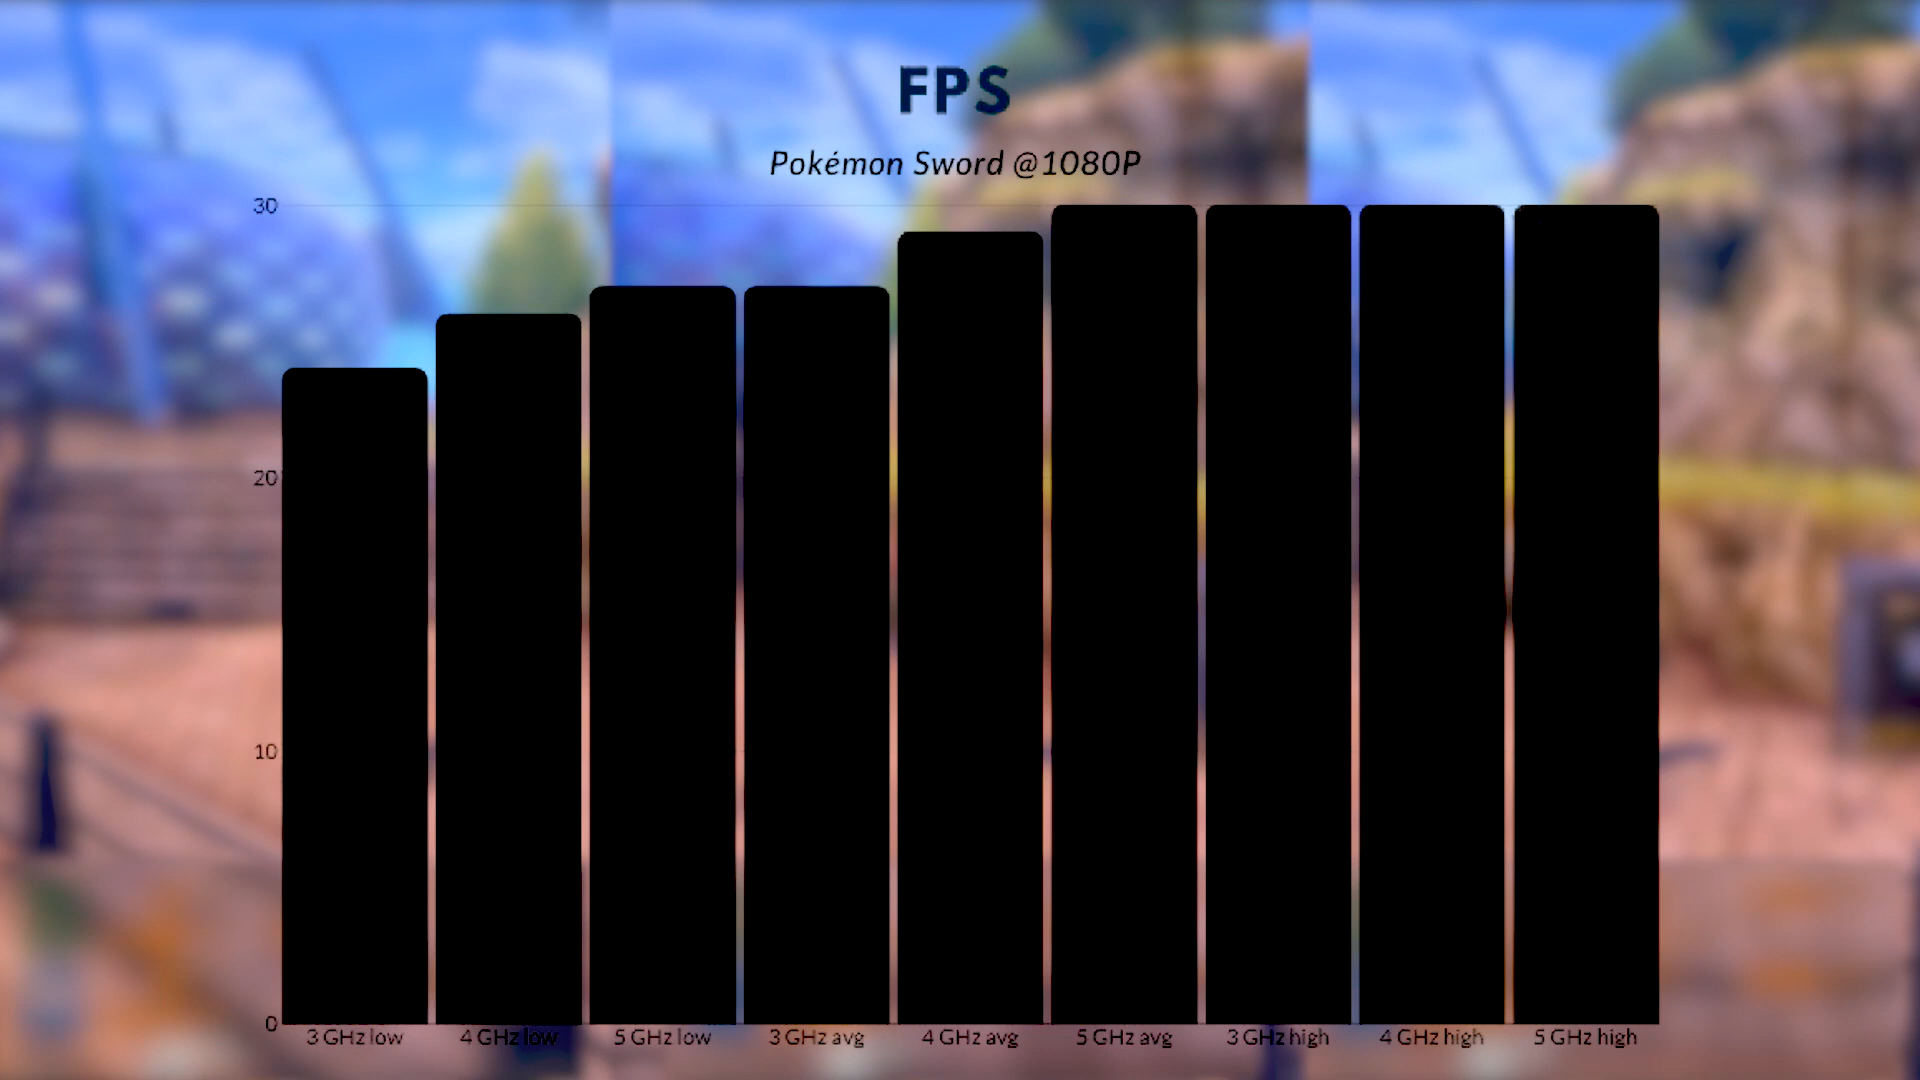 FPS
Pokémon Sword @1080P
30
20
10
0
3 GHz low
4 GHz low
5 GHz low
3 GHz avg
4 GHz avg
5 GHz avg
3 GHz high
4 GHz high
5 GHz high